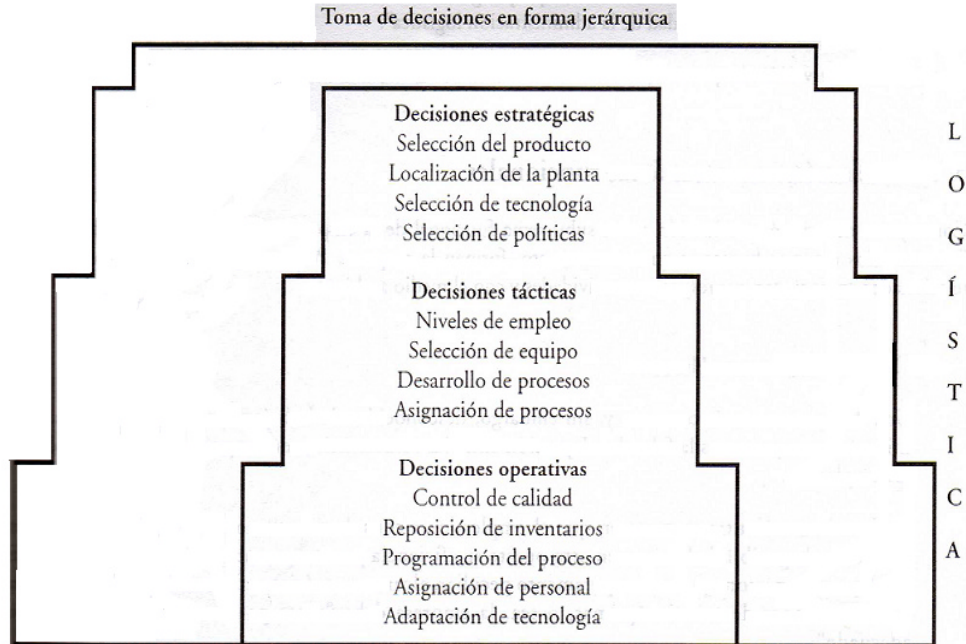 Toma de decisiones en forma jerárquica
Decisiones estratégicas
Selección del producto
Localización de la planta
Selección de tecnología
Selección de políticas
Decisiones tácticas
Niveles de empleo
Selección de equipo
Desarrollo de procesos
Asignación de procesos
Decisiones operativas
Control de calidad
Reposición de inventarios
Programación del proceso
Asignación de personal
Adaptación de tecnología
L
O
G
Í
S
T
I
C
A